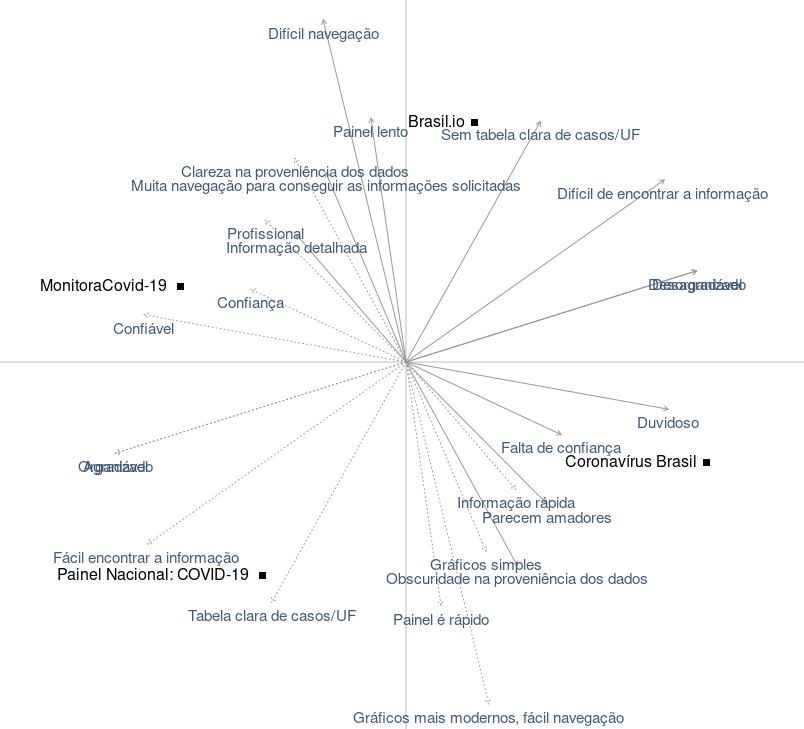 Difícil navegação
Brasil.io
Painel lento
Sem tabela clara de casos/UF
Clareza na proveniência dos dados
Muita navegação para conseguir as informações solicitadas
Difícil de encontrar a informação
Profissional
Informação detalhada
MonitoraCovid-19
Desagradável
Desorganizado
Confiança
Confiável
Duvidoso
Falta de confiança
Coronavírus Brasil
Organizado
Agradável
Informação rápida
Parecem amadores
Fácil encontrar a informação
Gráficos simples
Painel Nacional: COVID-19
Obscuridade na proveniência dos dados
Tabela clara de casos/UF
Painel é rápido
Gráficos mais modernos, fácil navegação